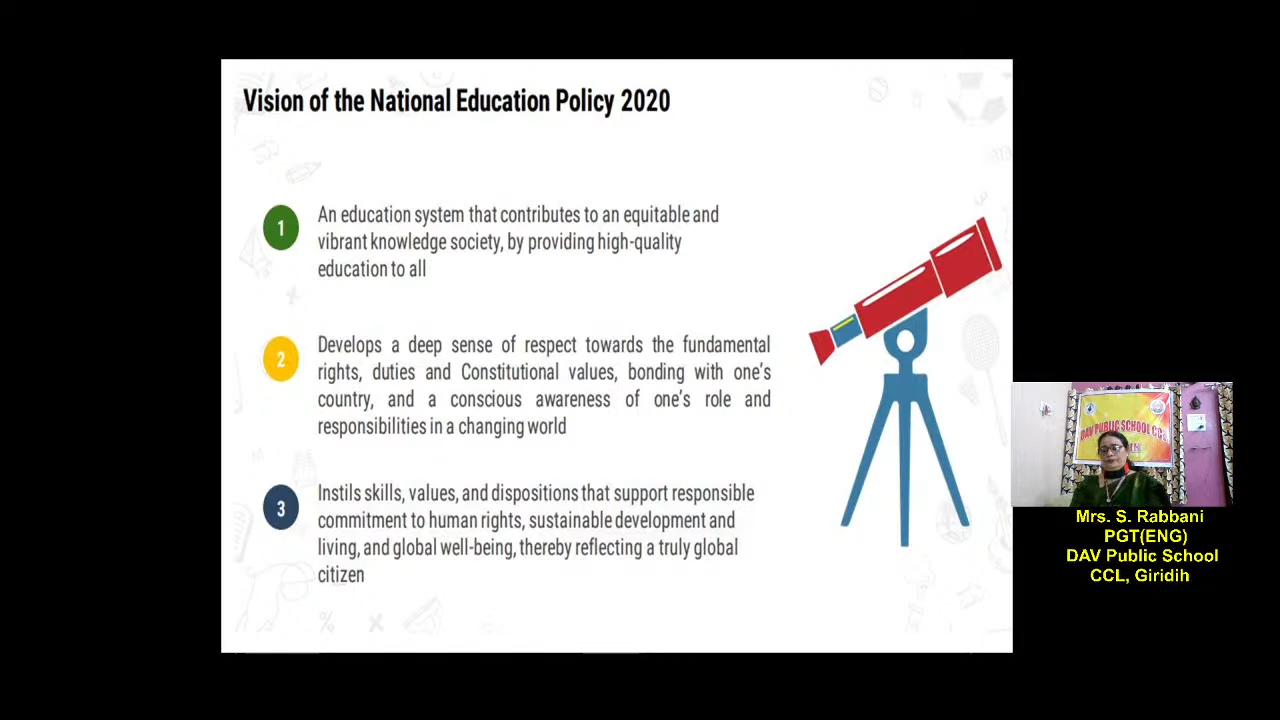 Vision of the National Education Policy 2020
1
An education system that contributes to an equitable and
vibrant knowledge society, by providing high-quality
education to all
2
Develops a deep sense of respect towards the fundamental
rights, duties and Constitutional values, bonding with one's
country, and a conscious awareness of one's role and
responsibilities in a changing world
3
Instils skills, values, and dispositions that support responsible
commitment to human rights, sustainable development and
living, and global well-being, thereby reflecting a truly global
citizen
DAV PUBLIC SCHOOL CCL
Mrs. S. Rabbani
PGT(ENG)
DAV Public School
CCL, Giridih